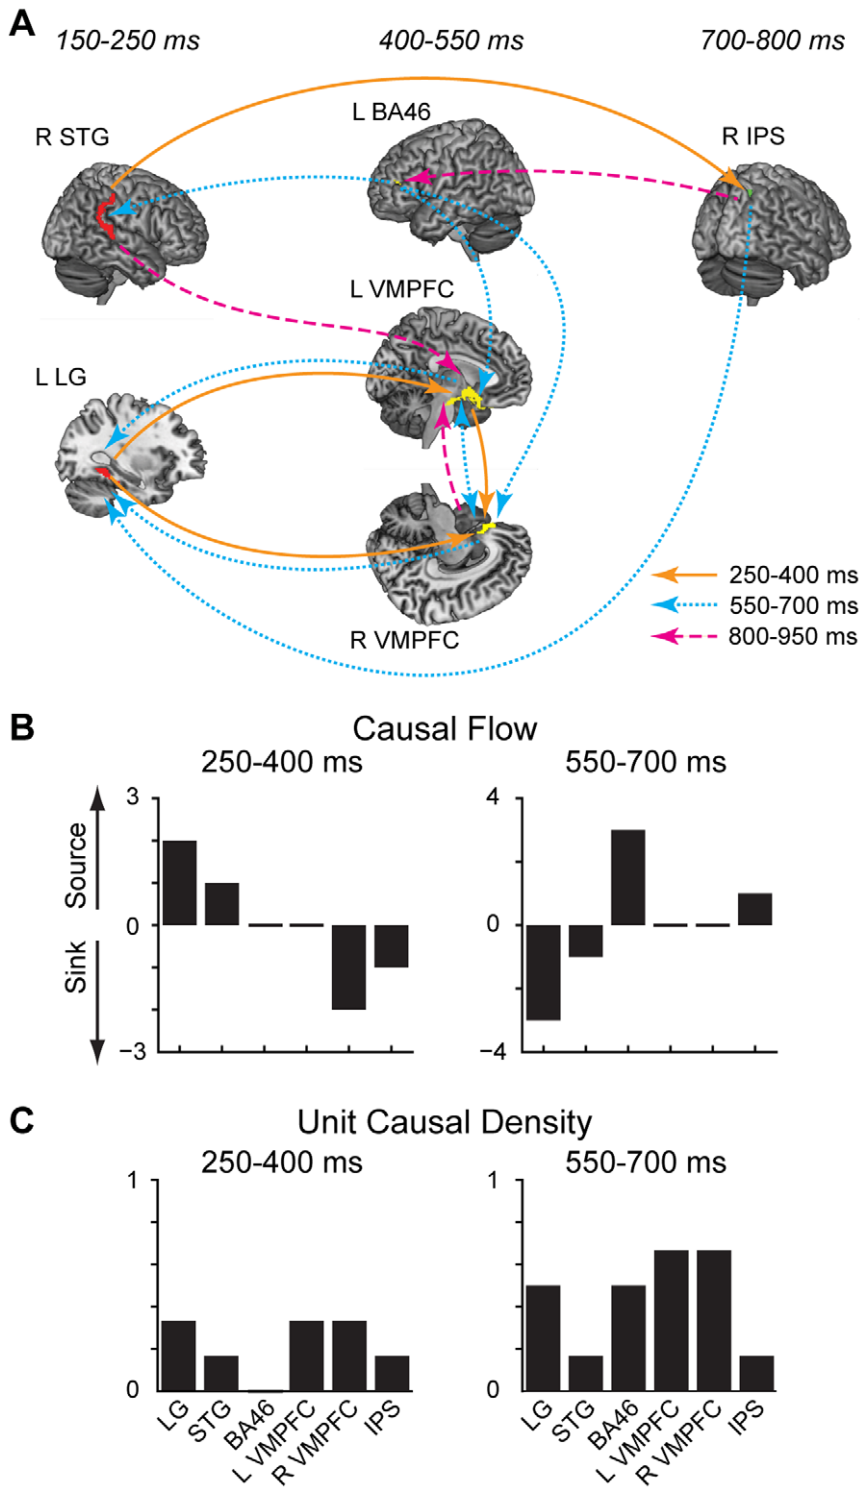 A
150-250 ms 400-550 ms 700-800 ms
L BA46
R STG R IPS
L VMPFC
L LG
250-400 ms
550-700 ms
800-950 ms
R VMPFC
B Causal Flow
250-400 ms 550-700 ms
3 4
Source
0 0
Sink
−3 −4
C Unit Causal Density
250-400 ms 550-700 ms
1 1
0 0
LG STG BA46 L VMPFC R VMPFC IPS LG STG BA46 L VMPFC R VMPFC IPS